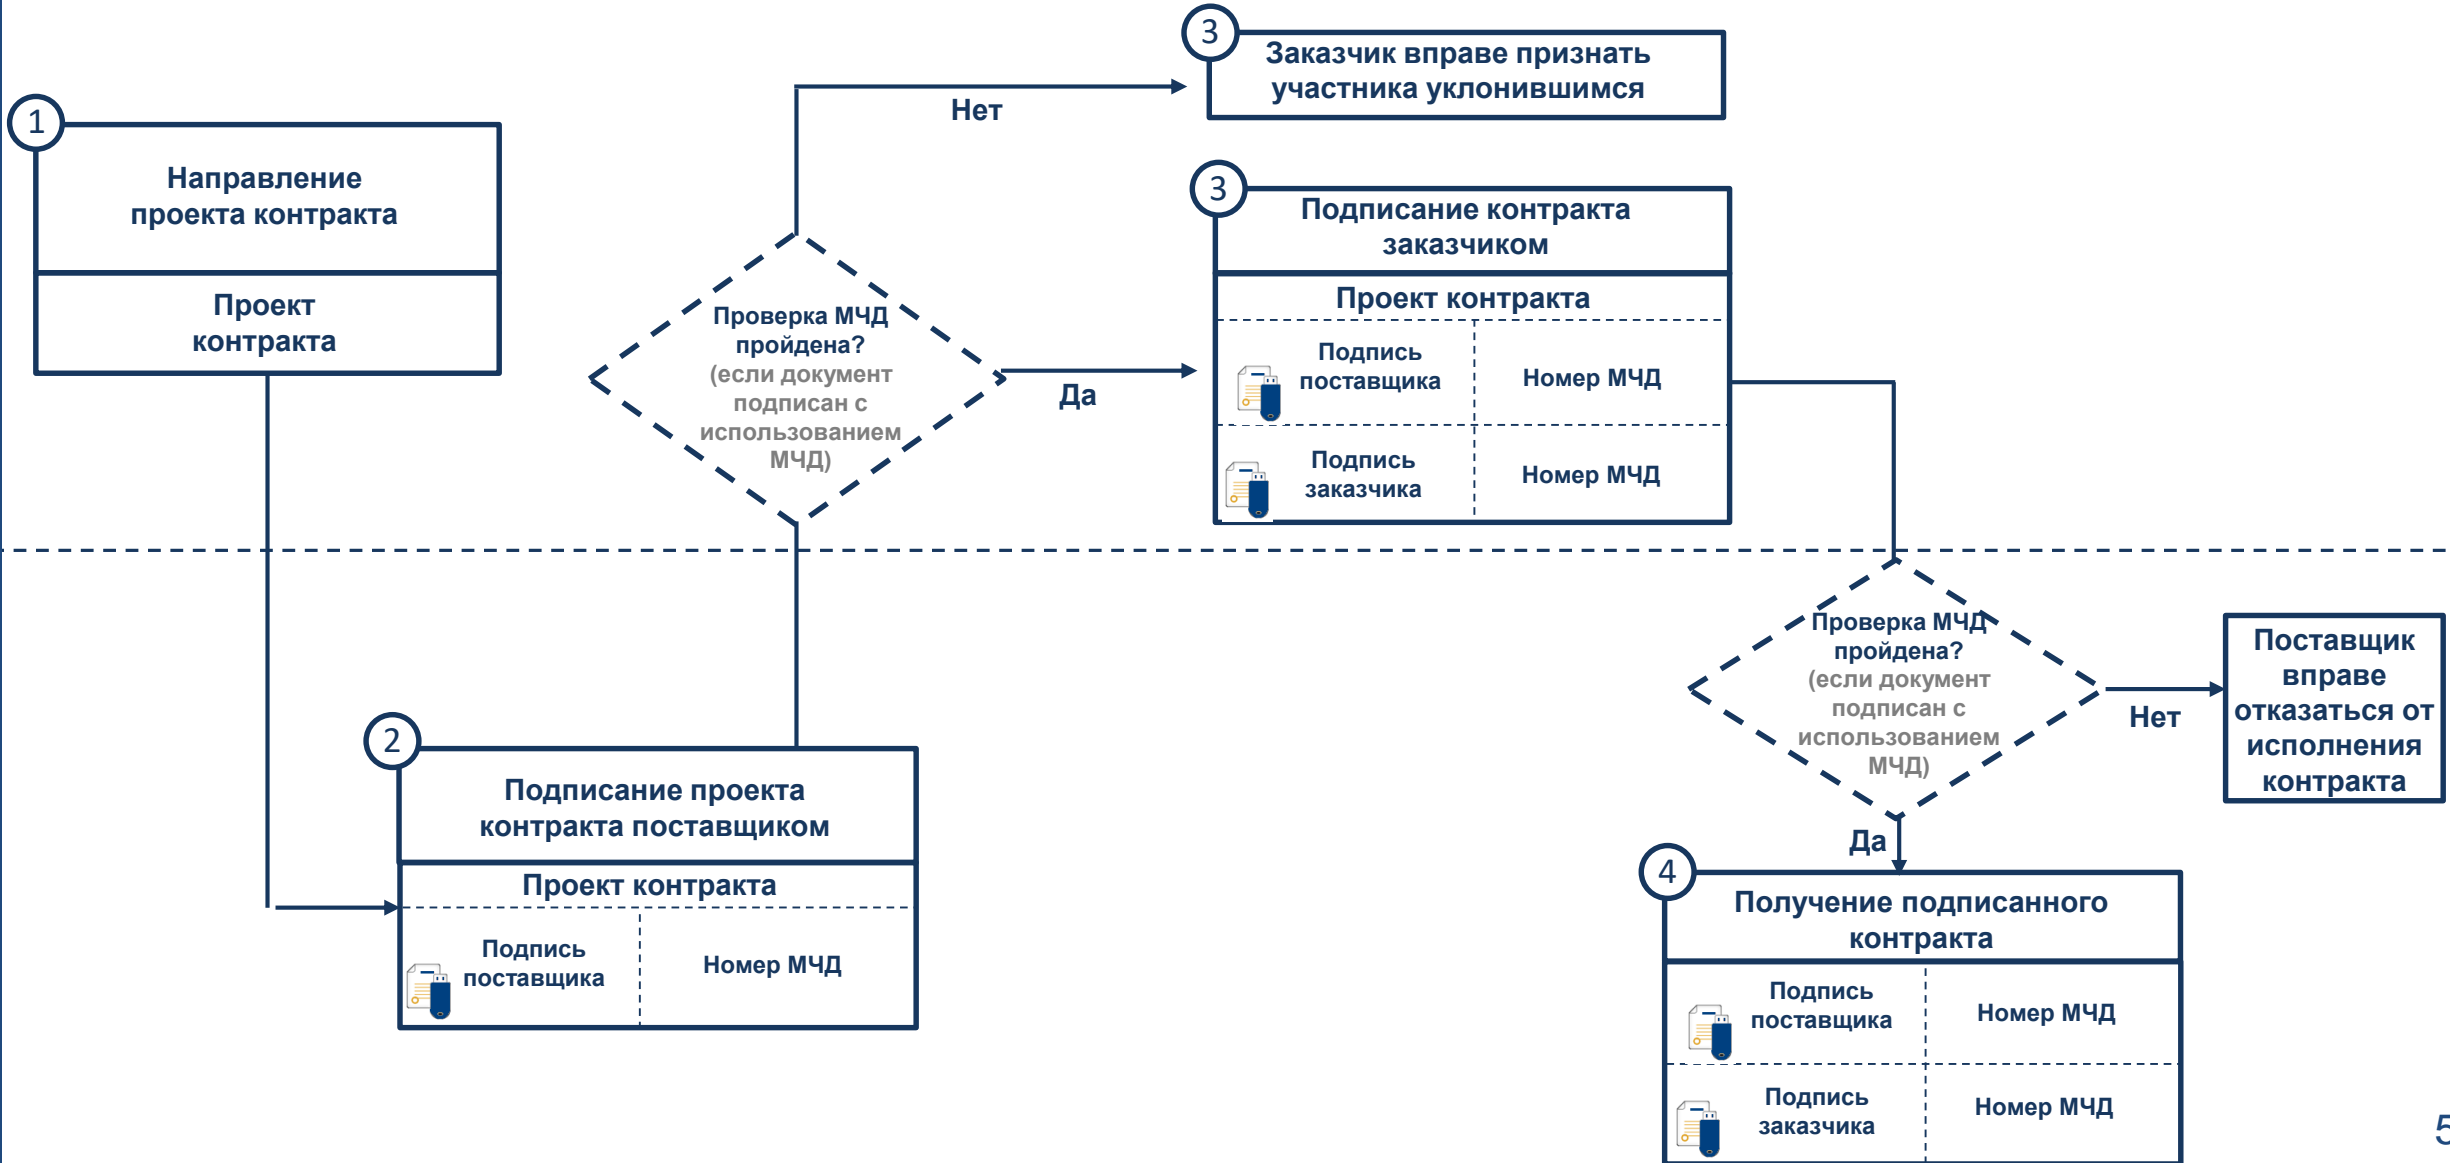 1
Направление
проекта контракта
Проект
контракта
3
Заказчик вправе признать
участника уклонившимся
Нет
Проверка МЧД
пройдена?
(если документ
подписан с
использованием
МЧД)
Да
3
Подписание контракта
заказчиком
Проект контракта
Подпись
поставщика
Номер МЧД
Подпись
заказчика
Номер МЧД
2
Подписание проекта
контракта поставщиком
Проект контракта
Подпись
поставщика
Номер МЧД
Проверка МЧД
пройдена?
(если документ
подписан с
использованием
МЧД)
Нет
Поставщик
вправе
отказаться от
исполнения
контракта
Да
4
Получение подписанного
контракта
Подпись
поставщика
Номер МЧД
Подпись
заказчика
Номер МЧД
5